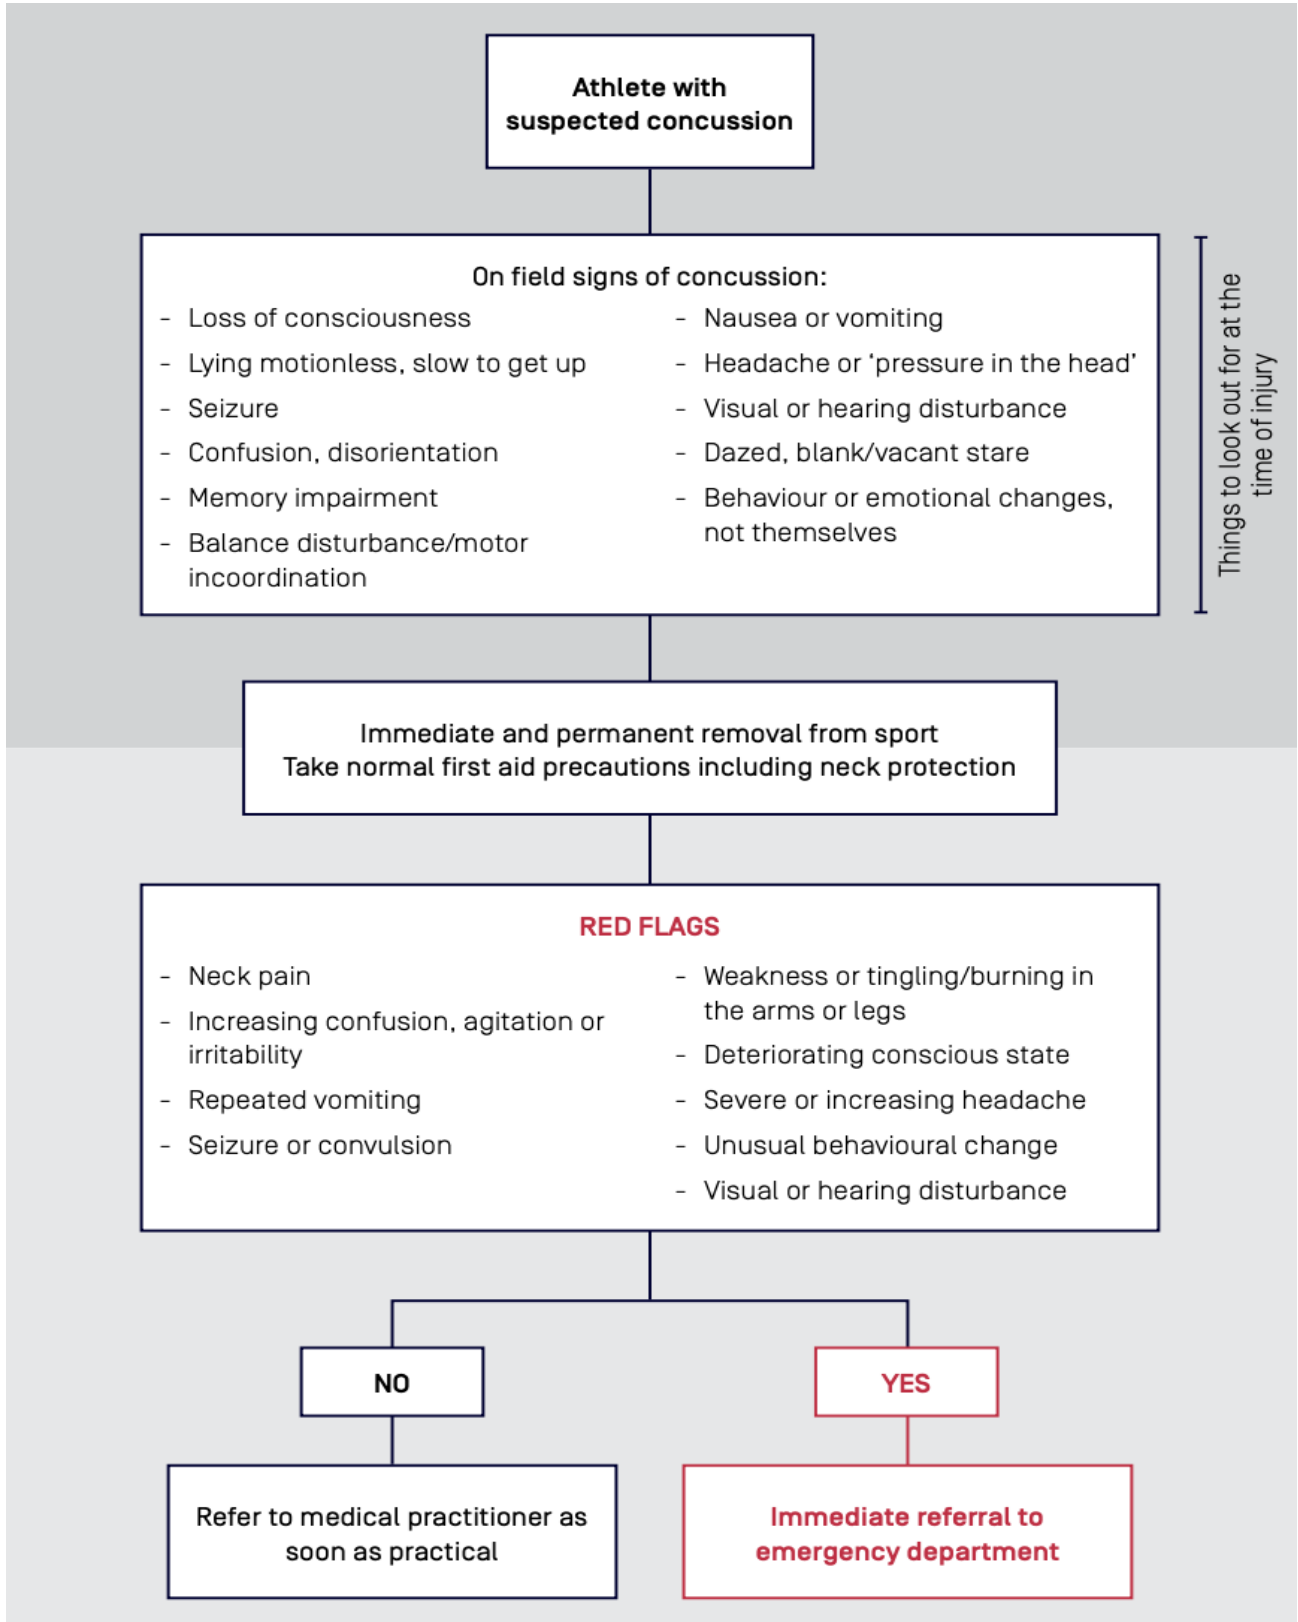 Athlete with
suspected concussion
On field signs of concussion:
- Loss of consciousness
- Lying motionless, slow to get up
- Seizure
- Confusion, disorientation
- Memory impairment
- Balance disturbance/motor
incoordination
- Nausea or vomiting
- Headache or ‘pressure in the head’
- Visual or hearing disturbance
- Dazed, blank/vacant stare
- Behaviour or emotional changes,
not themselves
Things to look out for at the
time of injury
Immediate and permanent removal from sport
Take normal first aid precautions including neck protection
RED FLAGS
- Neck pain
- Increasing confusion, agitation or
irritability
- Repeated vomiting
- Seizure or convulsion
- Weakness or tingling/burning in
the arms or legs
- Deteriorating conscious state
- Severe or increasing headache
- Unusual behavioural change
- Visual or hearing disturbance
NO
YES
Refer to medical practitioner as
soon as practical
Immediate referral to
emergency department